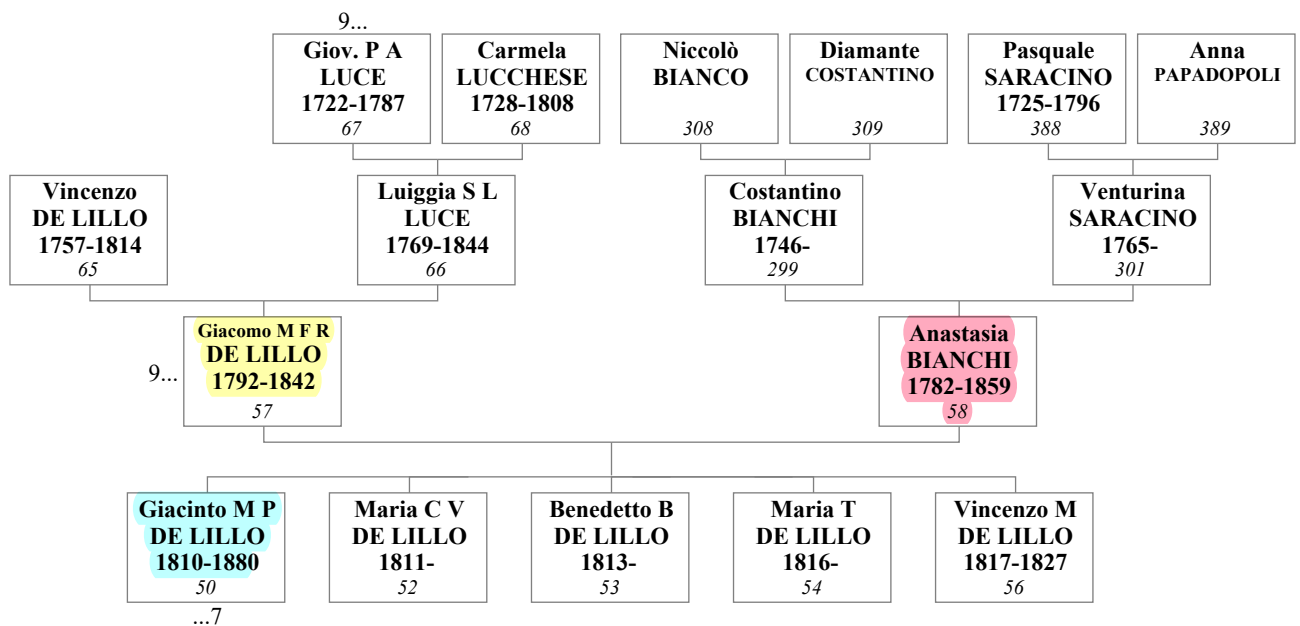 9...
Giov. P A
LUCE
1722-1787
67
Carmela
LUCCHESE
1728-1808
68
Niccolò
BIANCO
308
Diamante
COSTANTINO
309
Pasquale
SARACINO
1725-1796
388
Anna
PAPADOPOLI
389
Vincenzo
DE LILLO
1757-1814
65
Luiggia S L
LUCE
1769-1844
66
Costantino
BIANCHI
1746-
299
Venturina
SARACINO
1765-
301
9...
Giacomo M F R
DE LILLO
1792-1842
57
Anastasia
BIANCHI
1782-1859
58
Giacinto M P
DE LILLO
1810-1880
50
Maria C V
DE LILLO
1811-
52
Benedetto B
DE LILLO
1813-
53
Maria T
DE LILLO
1816-
54
Vincenzo M
DE LILLO
1817-1827
56
...7